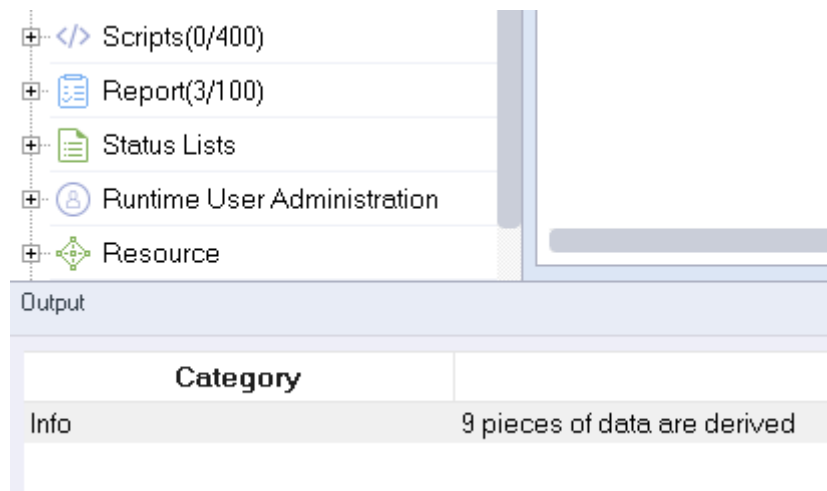 Scripts(0/400)
Report(3/100)
Status Lists
Runtime User Administration
Resource
Output
Category
Info 9 pieces of data are derived